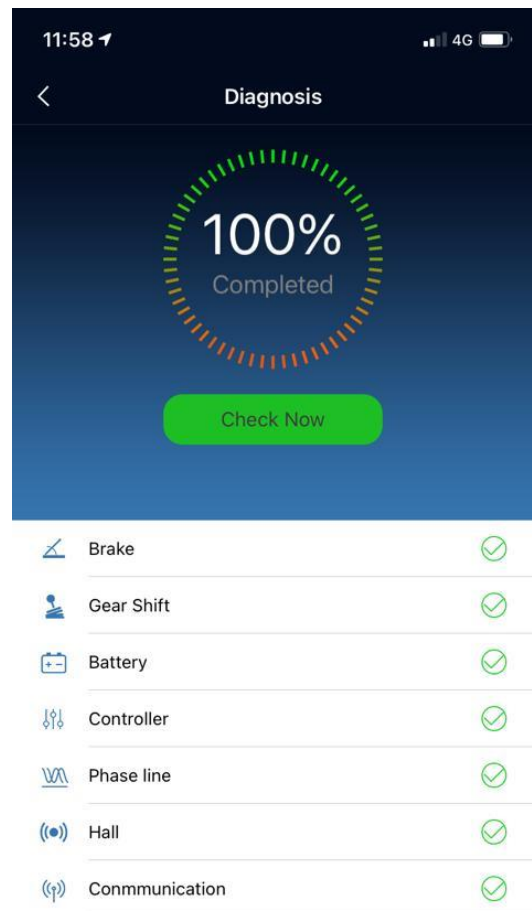 11:58
4G
Diagnosis
100%
Completed
Check Now
Brake
Gear Shift
Battery
Controller
Phase line
Hall
Conmmunication